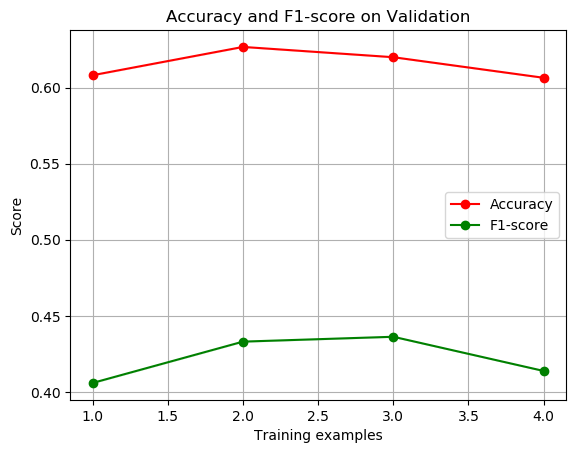 Accuracy and F1-score on Validation
Score
0.60
0.55
0.50
0.45
0.40
Accuracy
F1-score
1.0 1.5 2.0 2.5 3.0 3.5 4.0
Training examples